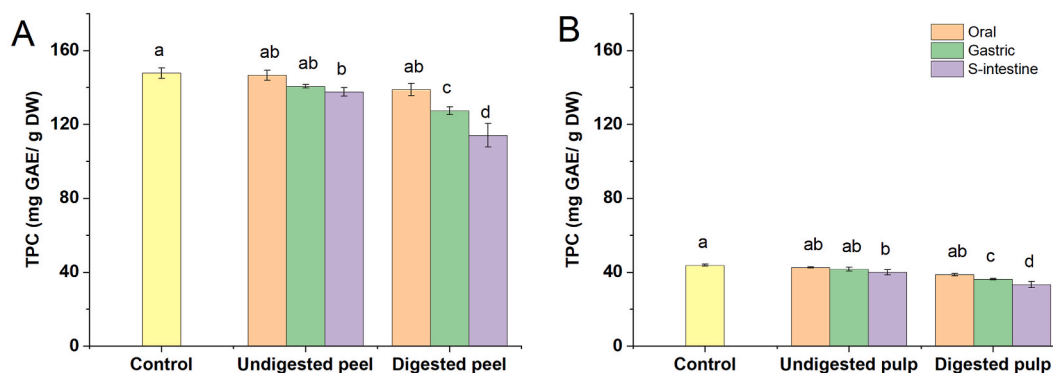 A
TPC (mg GAE/ g DW)
160
120
80
40
0
a
ab
ab
b
ab
c
d
Control
Undigested peel
Digested peel
B
TPC (mg GAE/ g DW)
160
120
80
40
0
Oral
Gastric
S-intestine
a
ab
ab
b
ab
c
d
Control
Undigested pulp
Digested pulp